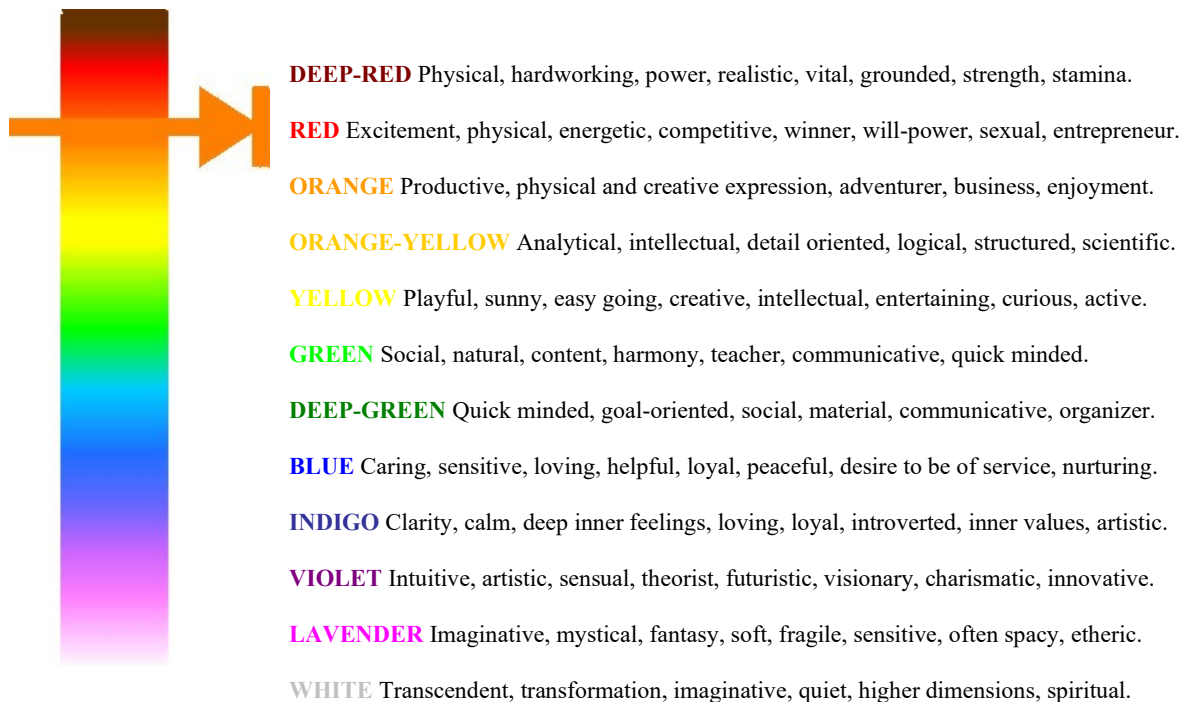 DEEP-RED Physical, hardworking, power, realistic, vital, grounded, strength, stamina.
RED Excitement, physical, energetic, competitive, winner, will-power, sexual, entrepreneur.
ORANGE Productive, physical and creative expression, adventurer, business, enjoyment.
ORANGE-YELLOW Analytical, intellectual, detail oriented, logical, structured, scientific.
YELLOW Playful, sunny, easy going, creative, intellectual, entertaining, curious, active.
GREEN Social, natural, content, harmony, teacher, communicative, quick minded.
DEEP-GREEN Quick minded, goal-oriented, social, material, communicative, organizer.
BLUE Caring, sensitive, loving, helpful, loyal, peaceful, desire to be of service, nurturing.
INDIGO Clarity, calm, deep inner feelings, loving, loyal, introverted, inner values, artistic.
VIOLET Intuitive, artistic, sensual, theorist, futuristic, visionary, charismatic, innovative.
LAVENDER Imaginative, mystical, fantasy, soft, fragile, sensitive, often spacy, etheric.
WHITE Transcendent, transformation, imaginative, quiet, higher dimensions, spiritual.